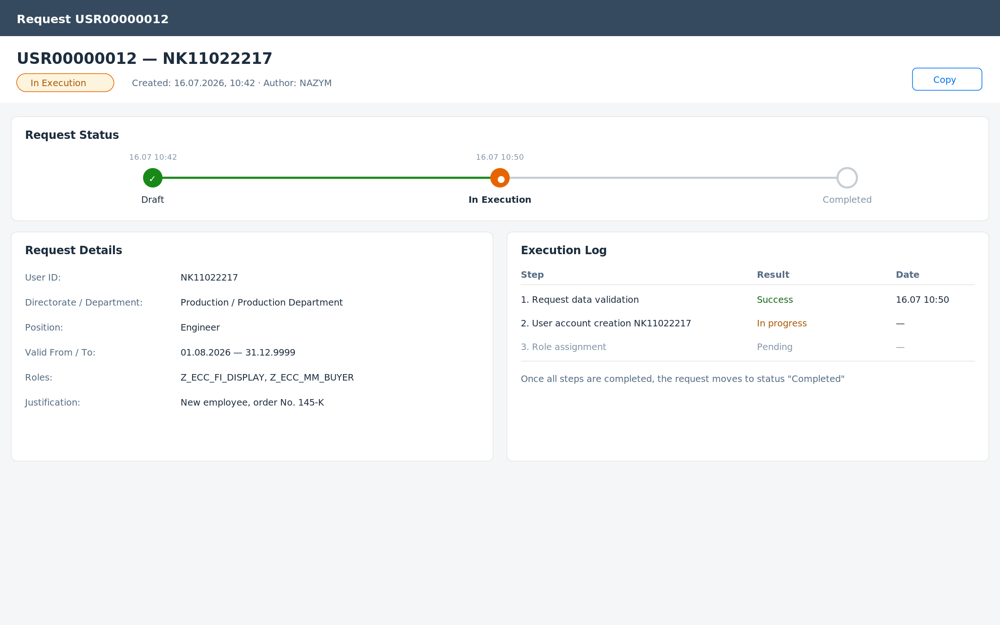 Request USR00000012
USR00000012 — NK11022217
In Execution
Created: 16.07.2026, 10:42 · Author: NAZYM
Copy
Request Status
16.07 10:42
16.07 10:50
✓
Draft
In Execution
Completed
Request Details
User ID: NK11022217
Directorate / Department: Production / Production Department
Position: Engineer
Valid From / To: 01.08.2026 — 31.12.9999
Roles: Z_ECC_FI_DISPLAY, Z_ECC_MM_BUYER
Justification: New employee, order No. 145-K
Execution Log
Step Result Date
1. Request data validation Success 16.07 10:50
2. User account creation NK11022217 In progress —
3. Role assignment Pending —
Once all steps are completed, the request moves to status "Completed"